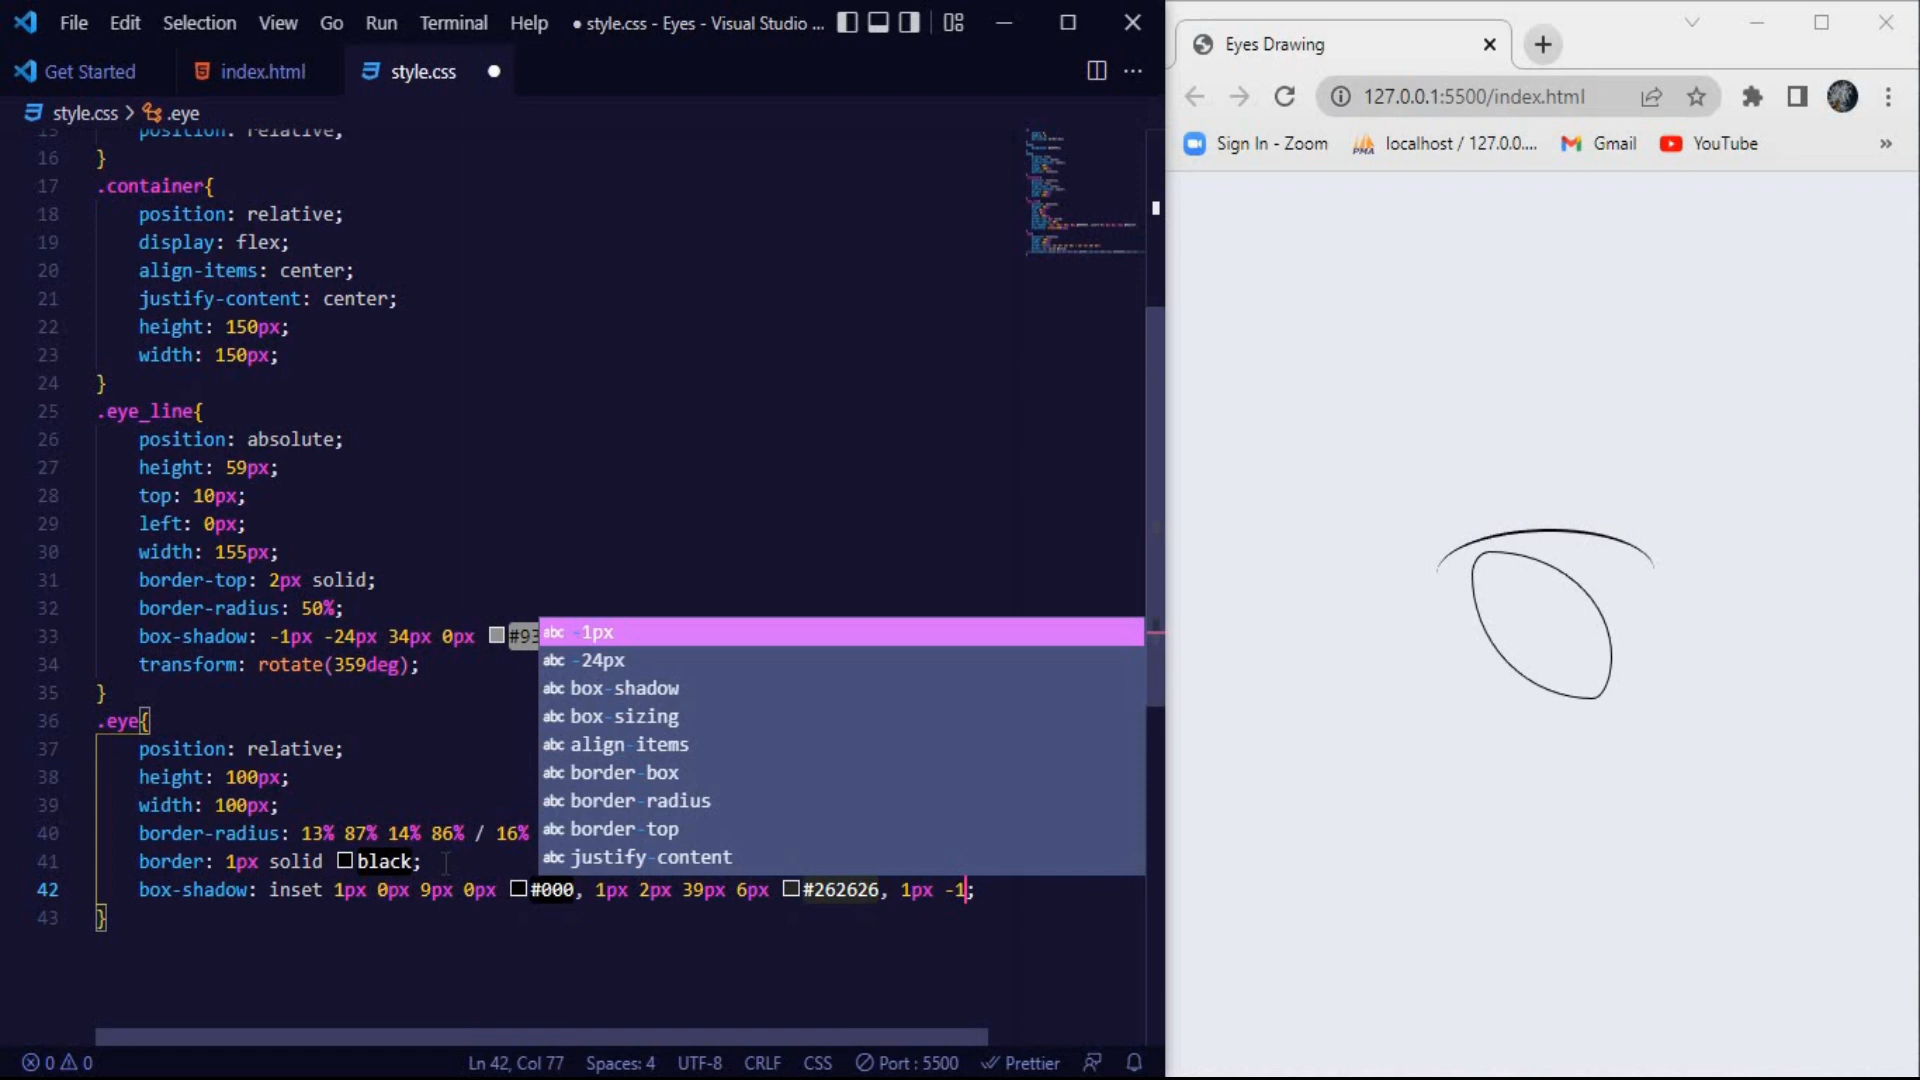 File Edit Selection View Go Run Terminal Help ● style.css - Eyes - Visual Studio ...
Get Started index.html style.css ●
style.css > .eye
15 position: relative;
16 }
17 .container{
18 position: relative;
19 display: flex;
20 align-items: center;
21 justify-content: center;
22 height: 150px;
23 width: 150px;
24 }
25 .eye_line{
26 position: absolute;
27 height: 59px;
28 top: 10px;
29 left: 0px;
30 width: 155px;
31 border-top: 2px solid;
32 border-radius: 50%;
33 box-shadow: -1px -24px 34px 0px #93
34 transform: rotate(359deg);
35 }
36 .eye{
37 position: relative;
38 height: 100px;
39 width: 100px;
40 border-radius: 13% 87% 14% 86% / 16%
41 border: 1px solid black;
42 box-shadow: inset 1px 0px 9px 0px #000, 1px 2px 39px 6px #262626, 1px -1;
43 }
abc -1px
abc -24px
abc box-shadow
abc box-sizing
abc align-items
abc border-box
abc border-radius
abc border-top
abc justify-content
0 0 Ln 42, Col 77 Spaces: 4 UTF-8 CRLF CSS Port : 5500 Prettier
Eyes Drawing
127.0.0.1:5500/index.html
Sign In - Zoom localhost / 127.0.0.... Gmail YouTube »